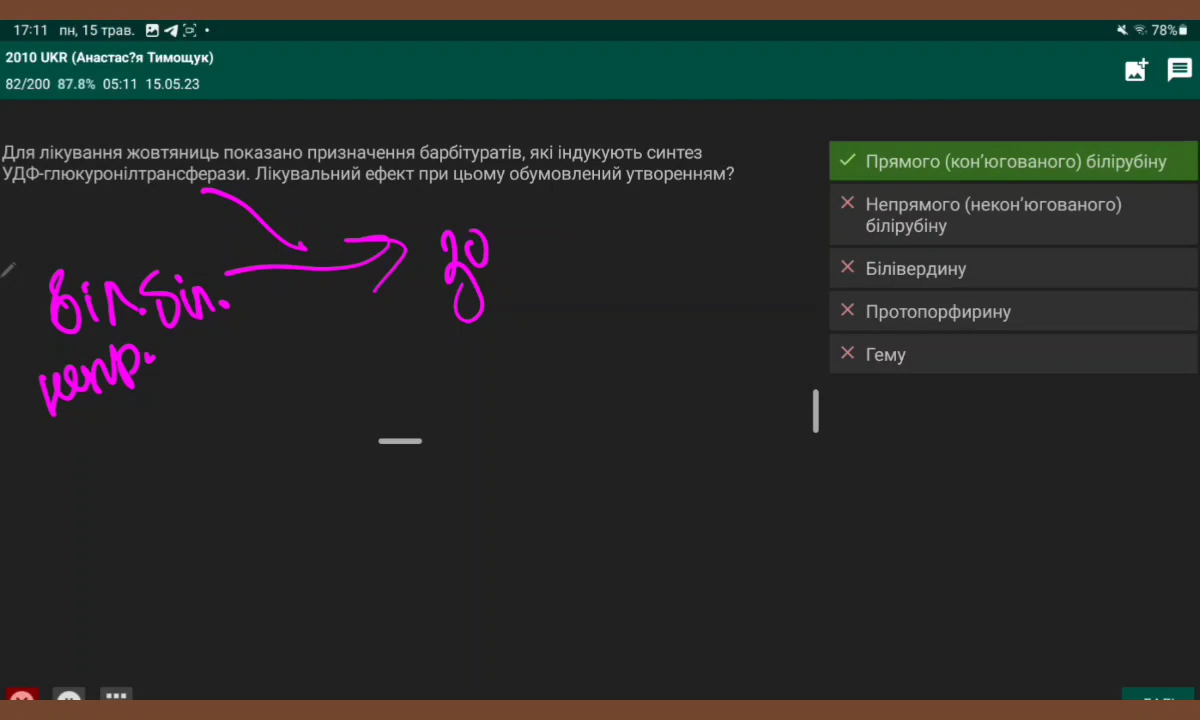 17:11 пн, 15 трав. 78%
2010 UKR (Анастас?я Тимощук)
82/200 87.8% 05:11 15.05.23
Для лікування жовтяниць показано призначення барбітуратів, які індукують синтез
УДФ-глюкуронілтрансферази. Лікувальний ефект при цьому обумовлений утворенням?
Прямого (кон'югованого) білірубіну
Непрямого (некон'югованого)
білірубіну
Білівердину
Протопорфирину
Гему
непр.